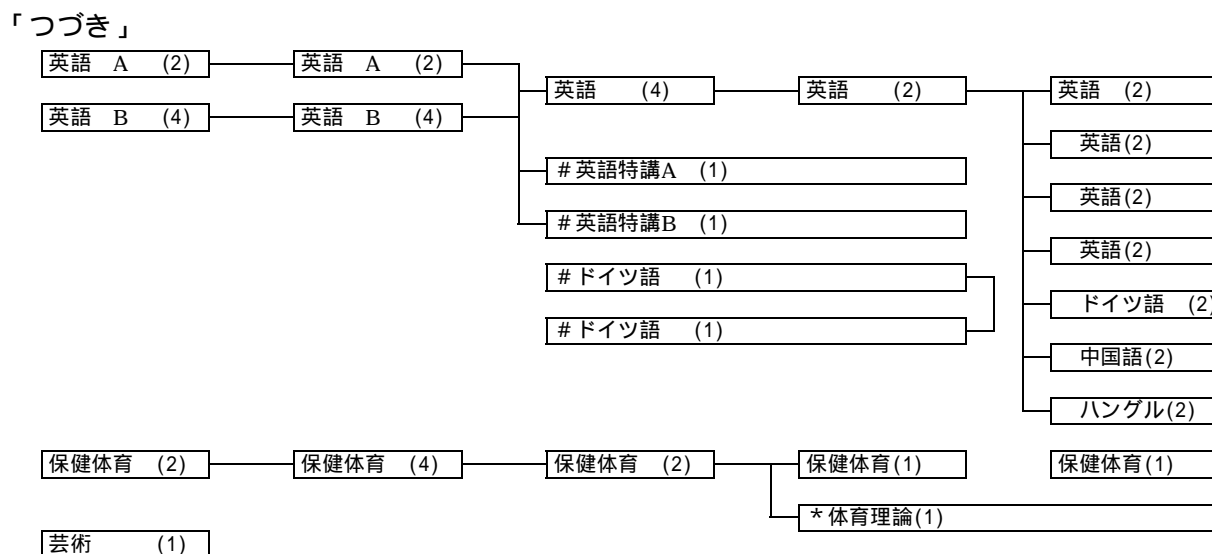 「つづき」
英語 A (2) 英語 A (2)
英語 (4) 英語 (2) 英語 (2)
英語 B (4) 英語 B (4)
英語(2)
#英語特講A (1)
英語(2)
#英語特講B (1)
英語(2)
#ドイツ語 (1)
ドイツ語 (2)
#ドイツ語 (1)
中国語(2)
ハングル(2)
保健体育 (2) 保健体育 (4) 保健体育 (2) 保健体育(1) 保健体育(1)
*体育理論(1)
芸術 (1)